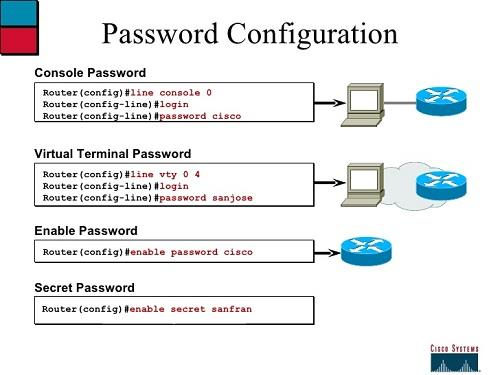 Password Configuration
Console Password
Router(config)#line console 0
Router(config-line)#login
Router(config-line)#password cisco
Virtual Terminal Password
Router(config)#line vty 0 4
Router(config-line)#login
Router(config-line)#password sanjose
Enable Password
Router(config)#enable password cisco
Secret Password
Router(config)#enable secret sanfran
CISCO SYSTEMS